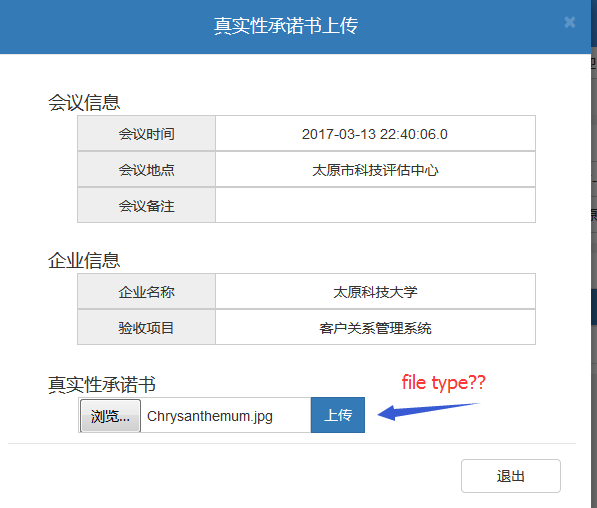 真实性承诺书上传
×
会议信息
会议时间 2017-03-13 22:40:06.0
会议地点 太原市科技评估中心
会议备注
企业信息
企业名称 太原科技大学
验收项目 客户关系管理系统
真实性承诺书
file type??
浏览... Chrysanthemum.jpg 上传
退出